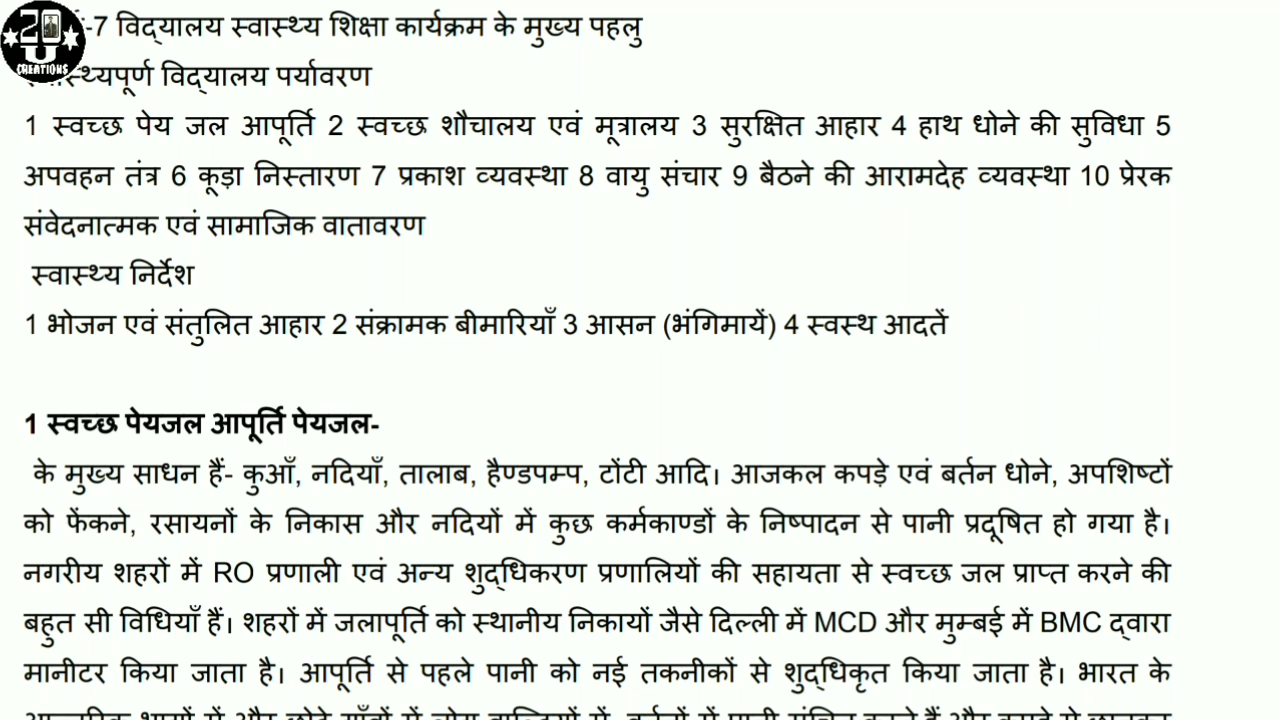 20
U
CREATIONS
-7 विद्यालय स्वास्थ्य शिक्षा कार्यक्रम के मुख्य पहलु
विद्यालय पर्यावरण
1 स्वच्छ पेय जल आपूर्ति 2 स्वच्छ शौचालय एवं मूत्रालय 3 सुरक्षित आहार 4 हाथ धोने की सुविधा 5
अपवहन तंत्र 6 कूड़ा निस्तारण 7 प्रकाश व्यवस्था 8 वायु संचार 9 बैठने की आरामदेह व्यवस्था 10 प्रेरक
संवेदनात्मक एवं सामाजिक वातावरण
स्वास्थ्य निर्देश
1 भोजन एवं संतुलित आहार 2 संक्रामक बीमारियाँ 3 आसन (भंगिमायें) 4 स्वस्थ आदतें
1 स्वच्छ पेयजल आपूर्ति पेयजल-
के मुख्य साधन हैं- कुआँ, नदियाँ, तालाब, हैण्डपम्प, टोंटी आदि। आजकल कपड़े एवं बर्तन धोने, अपशिष्टों
को फेंकने, रसायनों के निकास और नदियों में कुछ कर्मकाण्डों के निष्पादन से पानी प्रदूषित हो गया है।
नगरीय शहरों में RO प्रणाली एवं अन्य शुद्धिकरण प्रणालियों की सहायता से स्वच्छ जल प्राप्त करने की
बहुत सी विधियाँ हैं। शहरों में जलापूर्ति को स्थानीय निकायों जैसे दिल्ली में MCD और मुम्बई में BMC द्वारा
मानीटर किया जाता है। आपूर्ति से पहले पानी को नई तकनीकों से शुद्धिकृत किया जाता है। भारत के